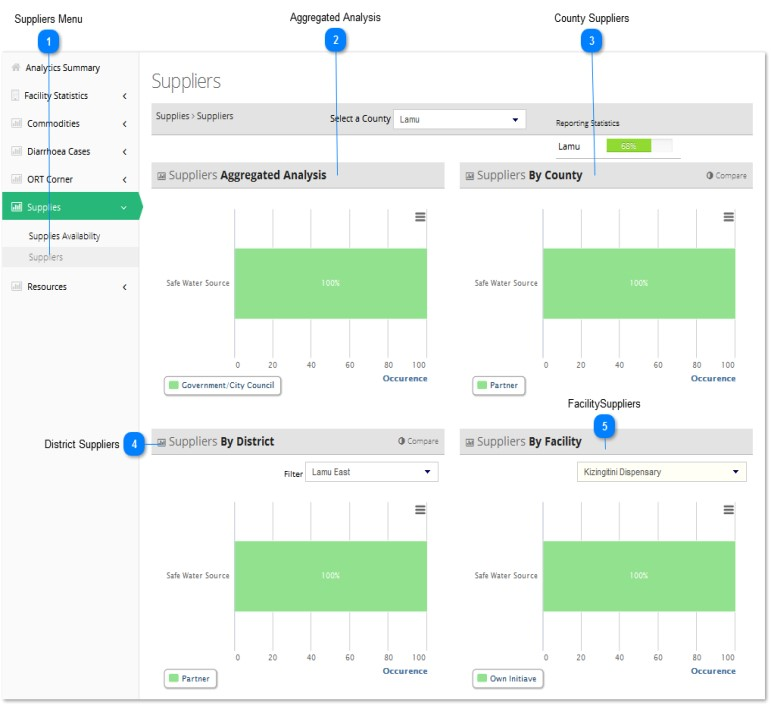 Suppliers Menu
Aggregated Analysis
County Suppliers
1
2
3
Analytics Summary
Facility Statistics
Commodities
Diarrhoea Cases
ORT Corner
Supplies
Supplies Availability
Suppliers
Resources
Suppliers
Supplies > Suppliers
Select a County Lamu
Reporting Statistics
Lamu 68%
Suppliers Aggregated Analysis
Safe Water Source
100%
0 20 40 60 80 100
Occurence
Government/City Council
Suppliers By County
Compare
Safe Water Source
100%
0 20 40 60 80 100
Occurence
Partner
FacilitySuppliers
5
District Suppliers 4
Suppliers By District
Compare
Filter Lamu East
Safe Water Source
100%
0 20 40 60 80 100
Occurence
Partner
Suppliers By Facility
Kizingitini Dispensary
Safe Water Source
100%
0 20 40 60 80 100
Occurence
Own Initiave